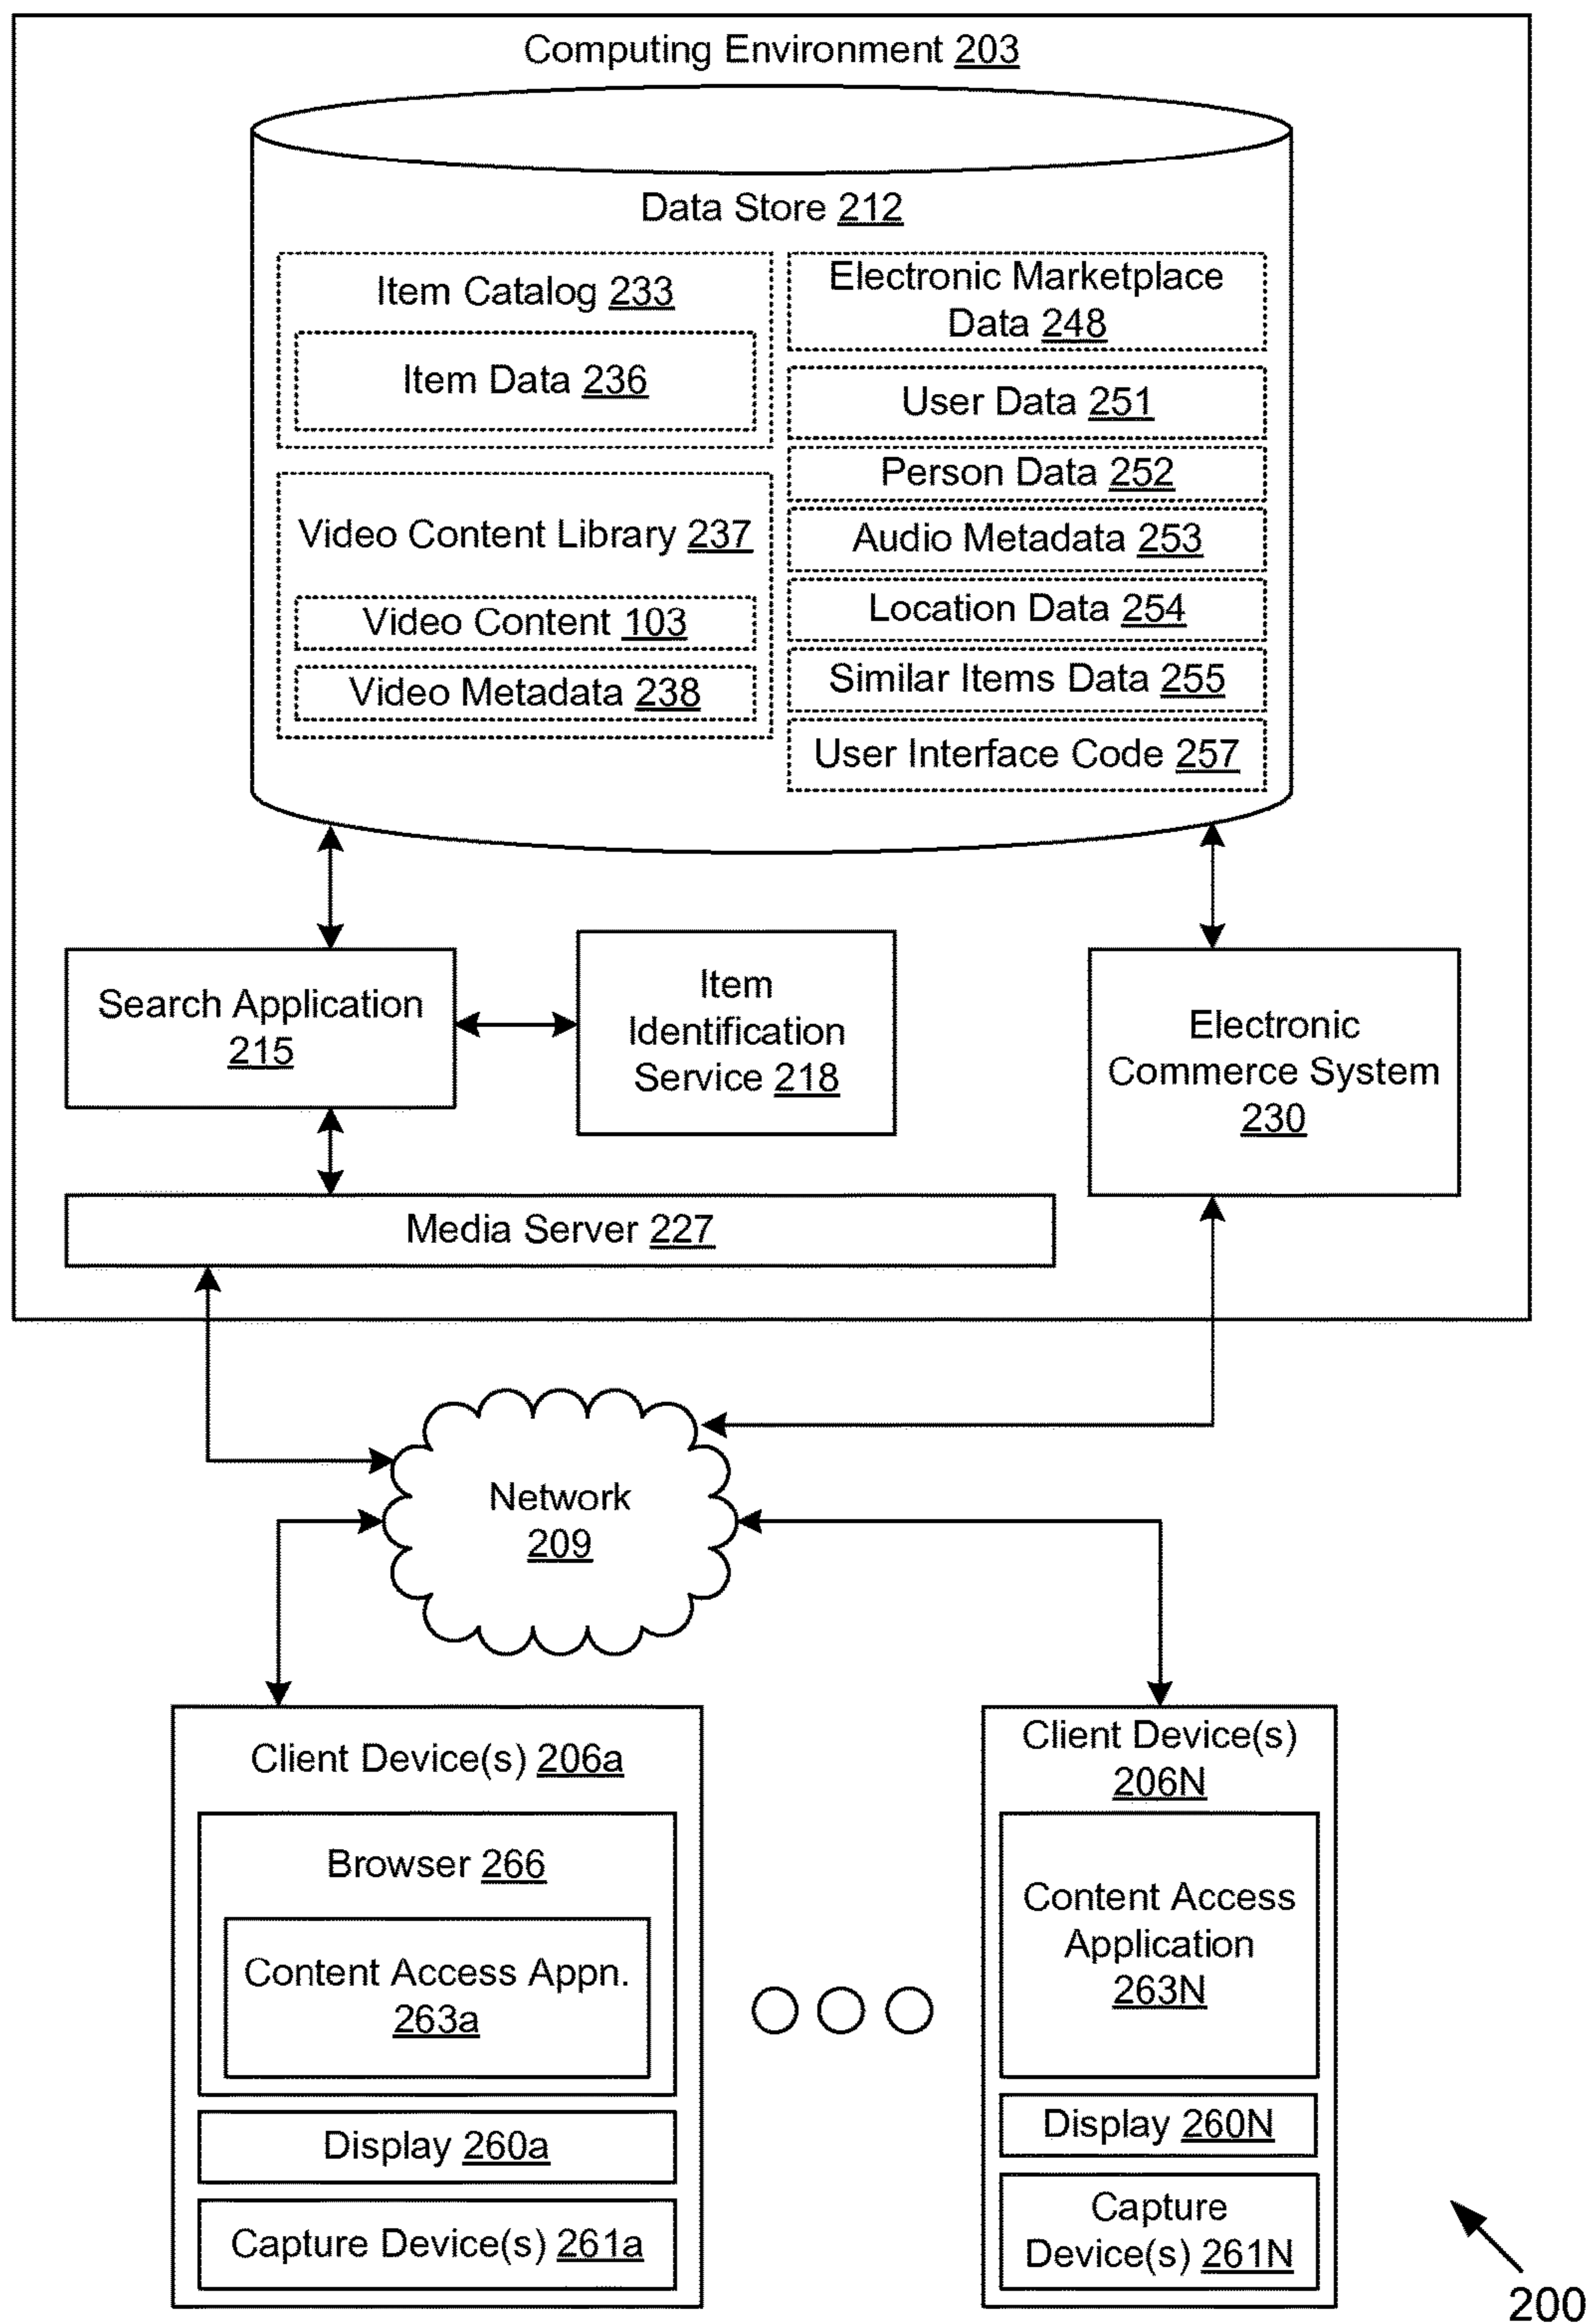 Computing Environment 203
Data Store 212
Item Catalog 233
Item Data 236
Video Content Library 237
Video Content 103
Video Metadata 238
Electronic Marketplace
Data 248
User Data 251
Person Data 252
Audio Metadata 253
Location Data 254
Similar Items Data 255
User Interface Code 257
Search Application
215
Item
Identification
Service 218
Electronic
Commerce System
230
Media Server 227
Network
209
Client Device(s) 206a
Browser 266
Content Access Appn.
263a
Display 260a
Capture Device(s) 261a
Client Device(s)
206N
Content Access
Application
263N
Display 260N
Capture
Device(s) 261N
200